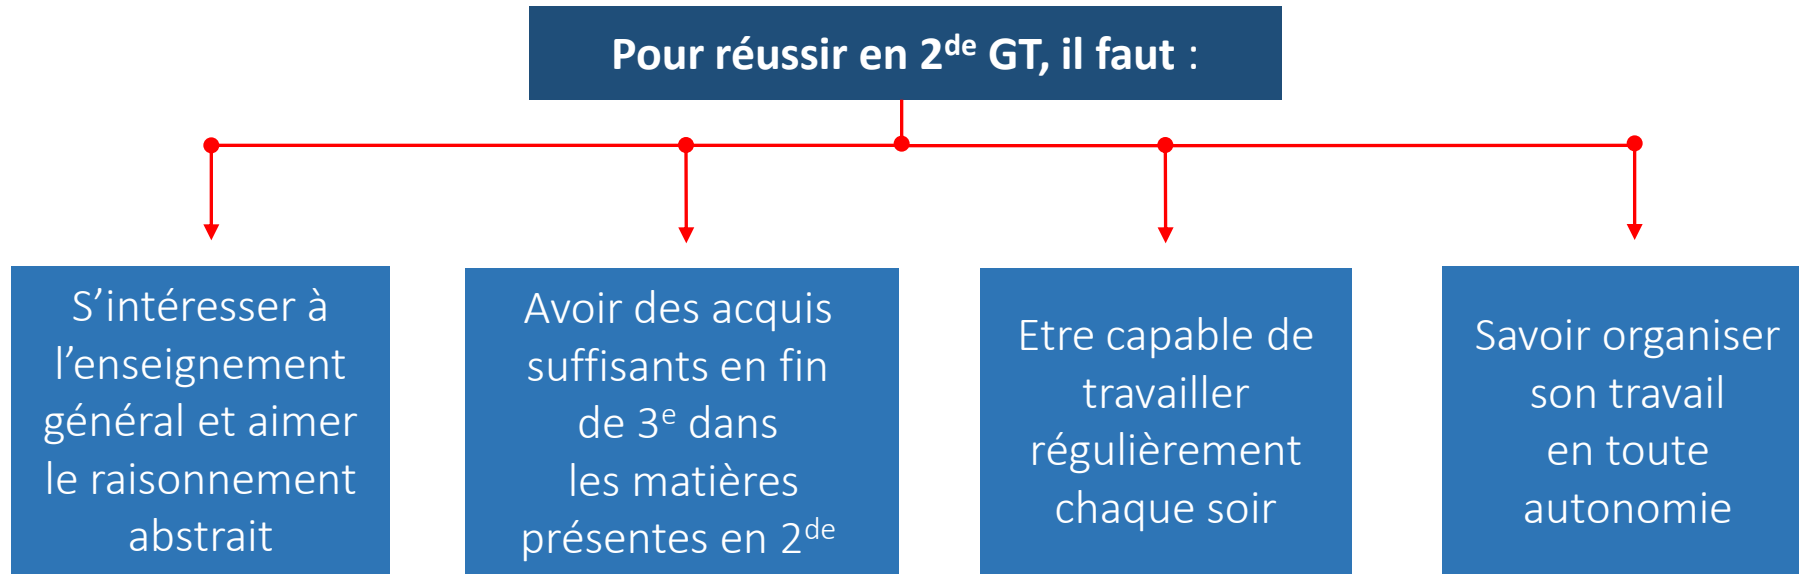 Pour réussir en 2de GT, il faut :
S’intéresser à
l’enseignement
général et aimer
le raisonnement
abstrait
Avoir des acquis
suffisants en fin
de 3e dans
les matières
présentes en 2de
Etre capable de
travailler
régulièrement
chaque soir
Savoir organiser
son travail
en toute
autonomie